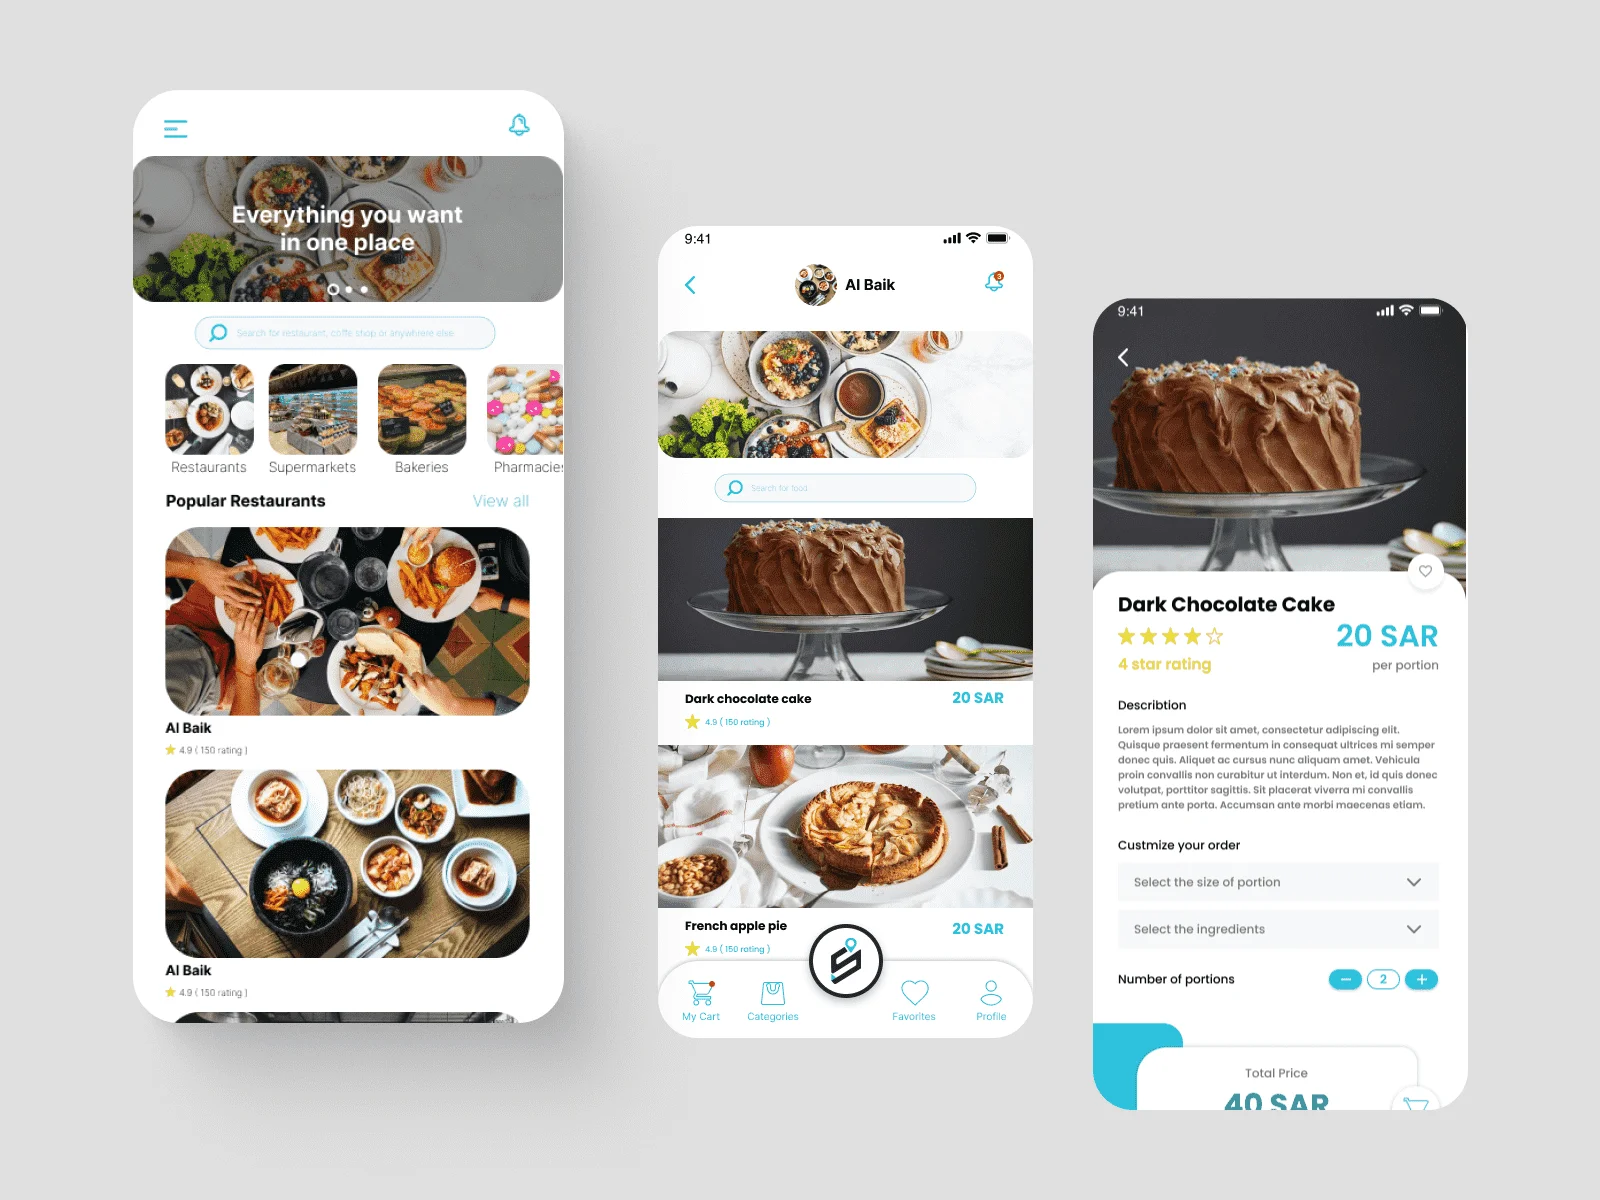 Everything you want
in one place
Search for restaurant, coffe shop or anywhere else
Restaurants
Supermarkets
Bakeries
Pharmacies
Popular Restaurants
View all
Al Baik
4.9 ( 150 rating )
Al Baik
4.9 ( 150 rating )
9:41
Al Baik
3
Search for food
Dark chocolate cake
20 SAR
4.9 ( 150 rating )
French apple pie
20 SAR
4.9 ( 150 rating )
My Cart
Categories
Favorites
Profile
9:41
Dark Chocolate Cake
20 SAR
4 star rating
per portion
Describtion
Lorem ipsum dolor sit amet, consectetur adipiscing elit.
Quisque praesent fermentum in consequat ultrices mi semper
donec quis. Aliquet ac cursus nunc aliquam amet. Vehicula
proin convallis non curabitur ut interdum. Non et, id quis donec
volutpat, porttitor sagittis. Sit placerat viverra mi convallis
pretium ante porta. Accumsan ante morbi maecenas etiam.
Custmize your order
Select the size of portion
Select the ingredients
Number of portions
2
Total Price
40 SAR